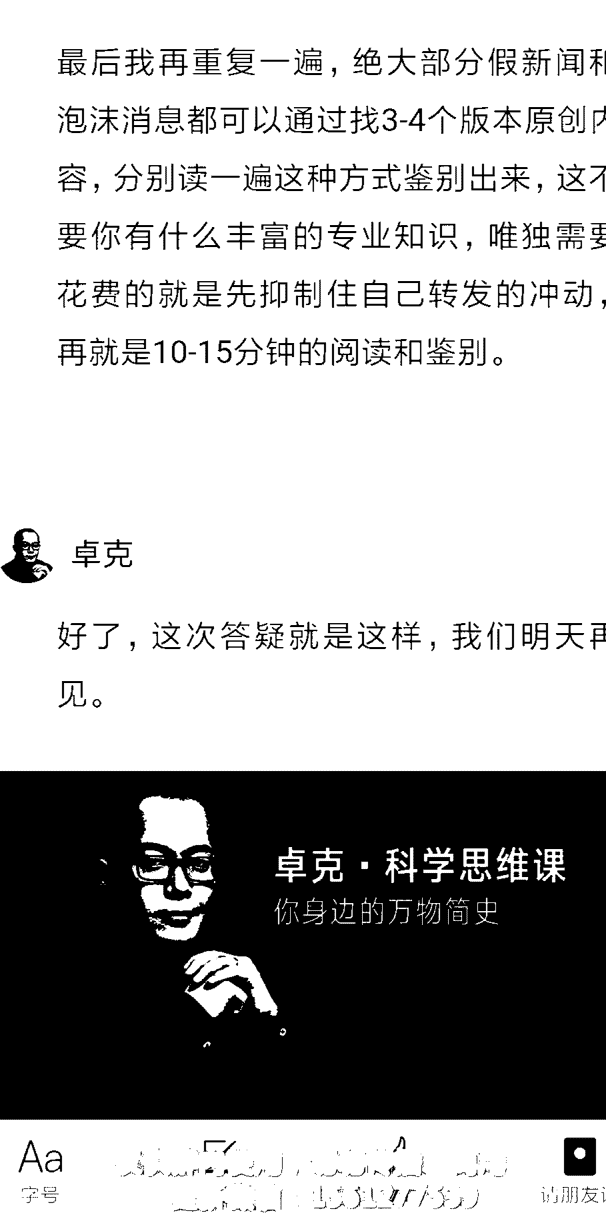 最后我再重复一遍，绝大部分假新闻和
泡沫消息都可以通过找3-4个版本原创内
容，分别读一遍这种方式鉴别出来，这不
要你有什么丰富的专业知识，唯独需要
花费的就是先抑制住自己转发的冲动，
再就是10-15分钟的阅读和鉴别。
卓克
好了，这次答疑就是这样，我们明天再
见。
卓克·科学思维课
你身边的万物简史
Aa
字号
请朋友读